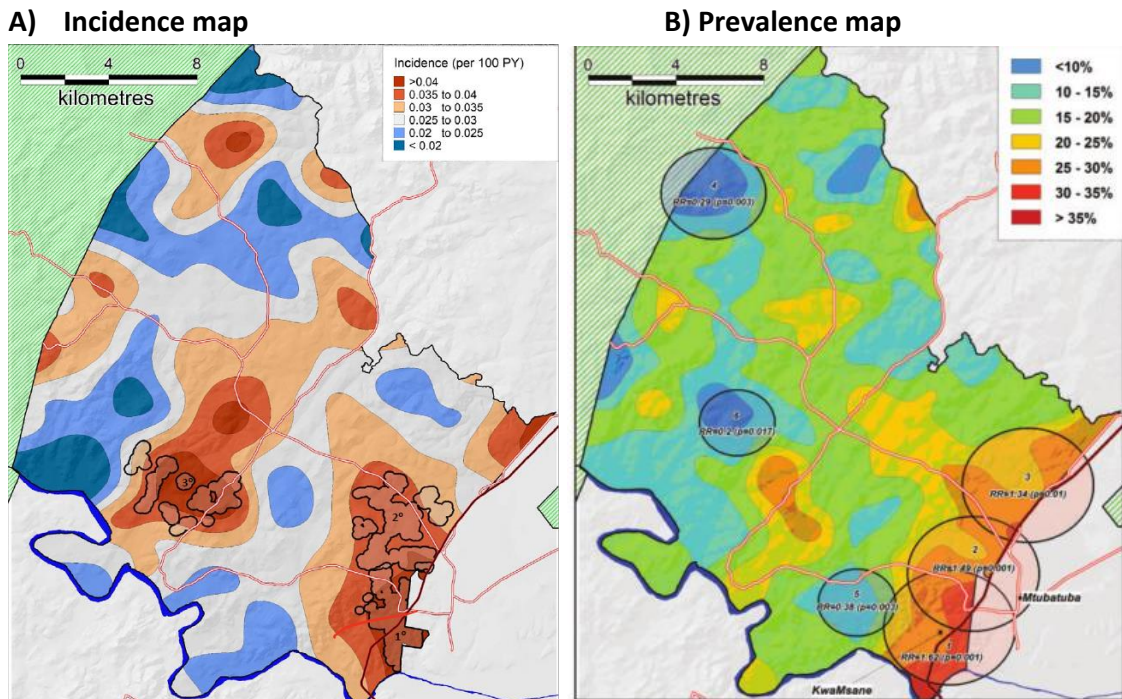 A) Incidence map
B) Prevalence map
0 4 8
kilometres
Incidence (per 100 PY)
>0.04
0.035 to 0.04
0.03 to 0.035
0.025 to 0.03
0.02 to 0.025
< 0.02
3°
2°
1°
0 4 8
kilometres
<10%
10 - 15%
15 - 20%
20 - 25%
25 - 30%
30 - 35%
> 35%
4
RR=0.29 (p=0.003)
6
RR=0.2 (p=0.017)
3
RR=1.34 (p=0.01)
2
RR=1.49 (p=0.001)
5
RR=0.38 (p=0.003)
Mtubatuba
1
RR=1.62 (p=0.001)
KwaMsane